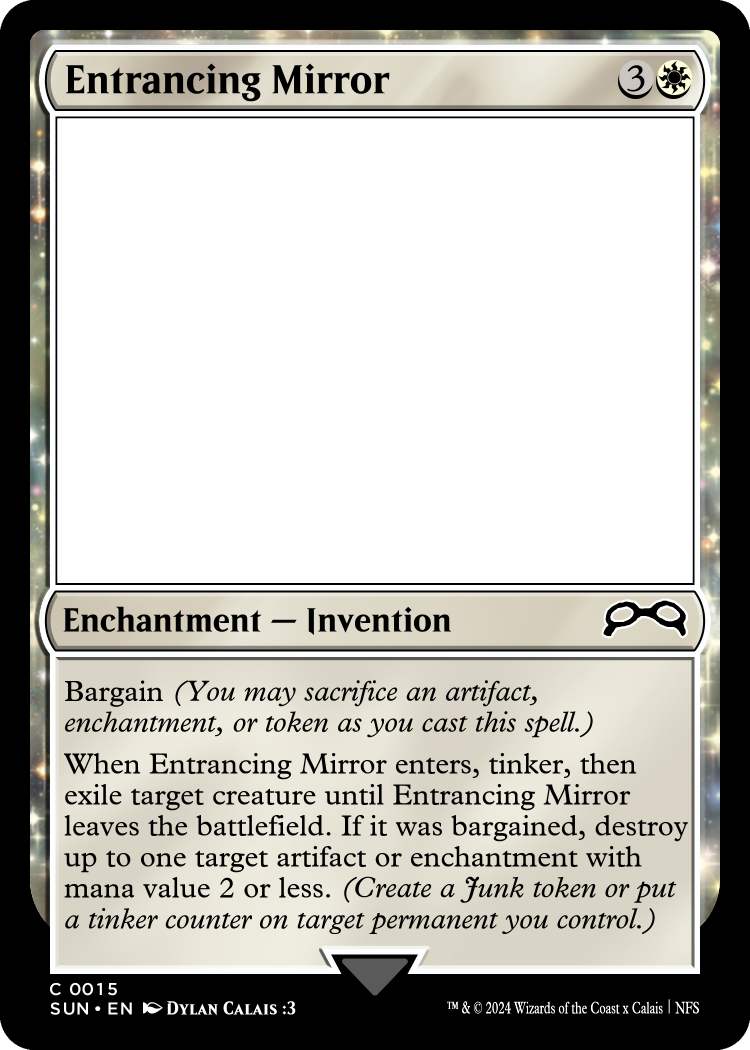 Entrancing Mirror 3
Enchantment — Invention
Bargain (You may sacrifice an artifact,
enchantment, or token as you cast this spell.)
When Entrancing Mirror enters, tinker, then
exile target creature until Entrancing Mirror
leaves the battlefield. If it was bargained, destroy
up to one target artifact or enchantment with
mana value 2 or less. (Create a Junk token or put
a tinker counter on target permanent you control.)
C 0015
SUN • EN Dylan Calais :3
™ & © 2024 Wizards of the Coast x Calais | NFS